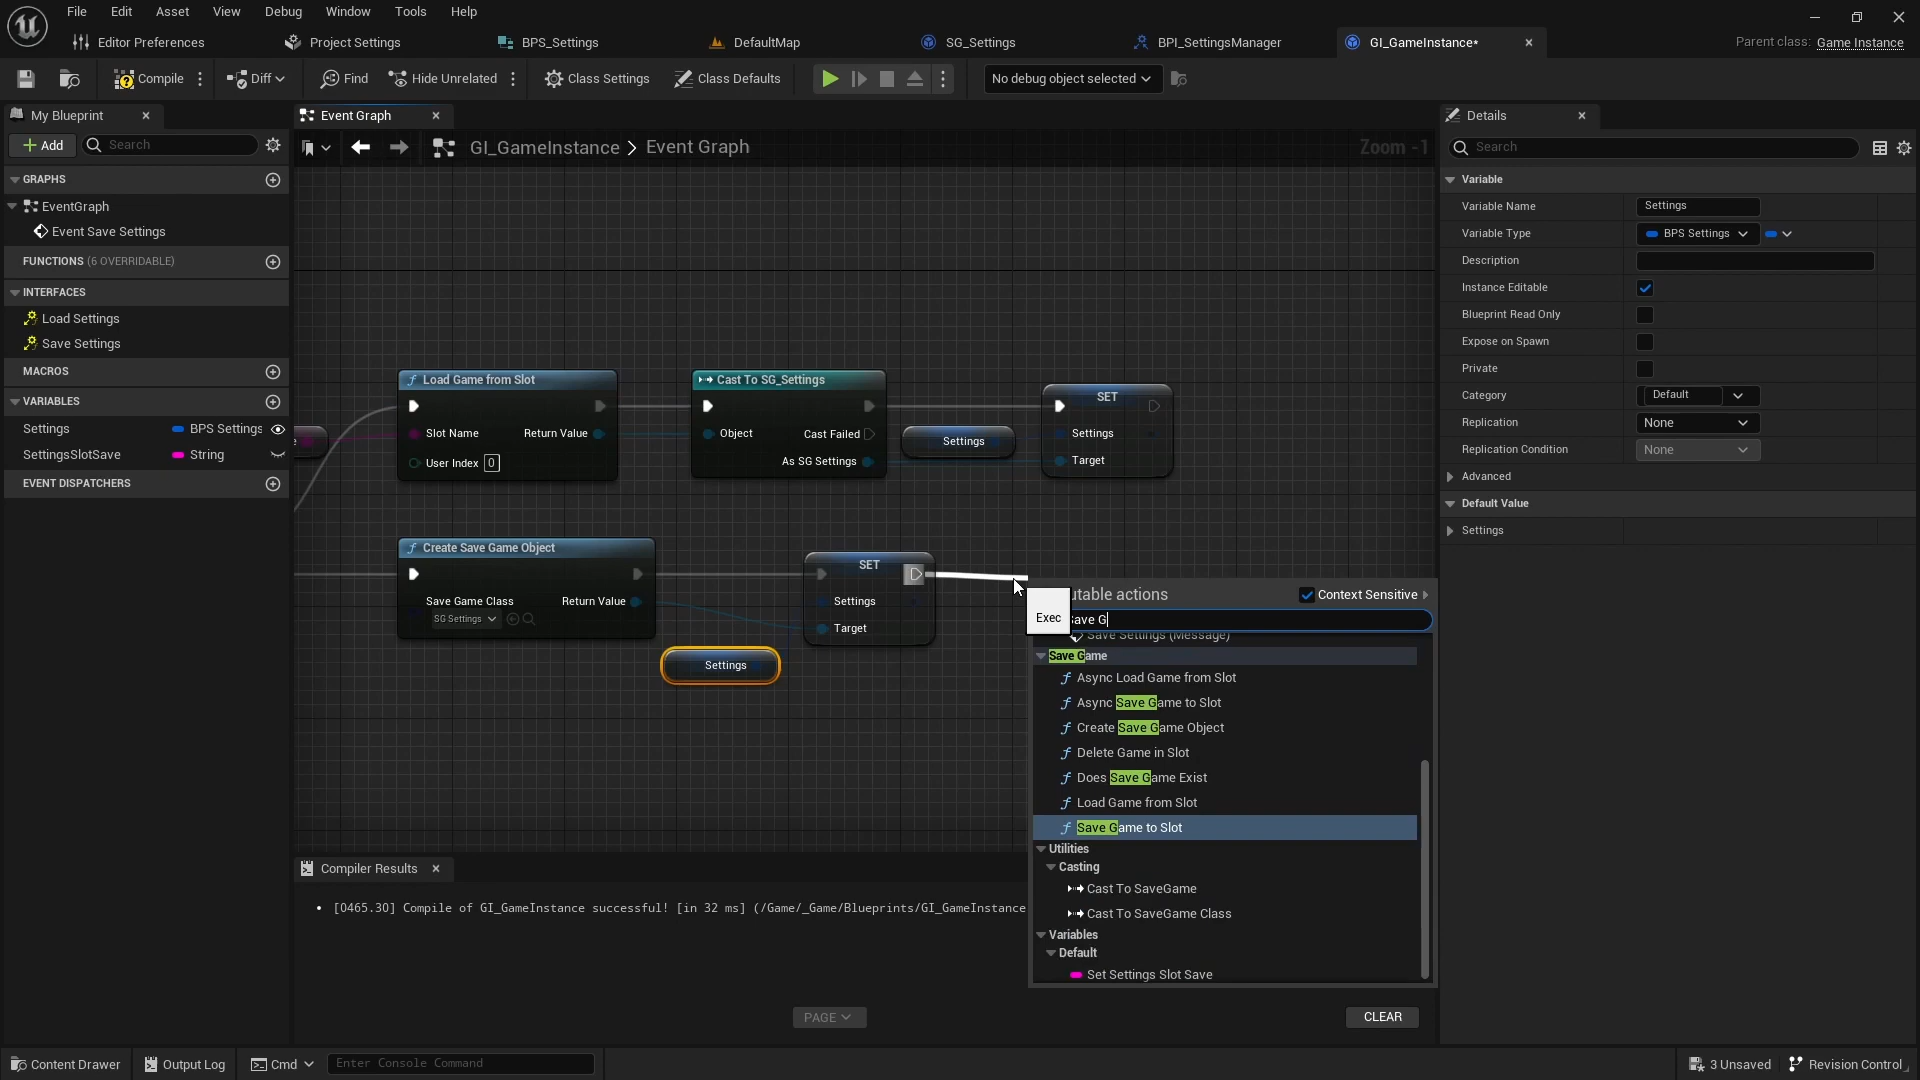 File Edit Asset View Debug Window Tools Help
Editor Preferences Project Settings BPS_Settings DefaultMap SG_Settings BPI_SettingsManager GI_GameInstance*
Parent class: Game Instance
Compile Diff Find Hide Unrelated Class Settings Class Defaults No debug object selected
My Blueprint
Add Search
GRAPHS
EventGraph
Event Save Settings
FUNCTIONS (6 OVERRIDABLE)
INTERFACES
Load Settings
Save Settings
MACROS
VARIABLES
Settings BPS Settings
SettingsSlotSave String
EVENT DISPATCHERS
Event Graph
GI_GameInstance > Event Graph
Zoom -1
Load Game from Slot
Slot Name Return Value
User Index 0
Cast To SG_Settings
Object Cast Failed
As SG Settings
Settings
SET
Settings
Target
Create Save Game Object
Save Game Class Return Value
SG Settings
SET
Settings
Target
Settings
utable actions Context Sensitive
Exec
Save G
Save Settings (Message)
Save Game
Async Load Game from Slot
Async Save Game to Slot
Create Save Game Object
Delete Game in Slot
Does Save Game Exist
Load Game from Slot
Save Game to Slot
Utilities
Casting
Cast To SaveGame
Cast To SaveGame Class
Variables
Default
Set Settings Slot Save
Compiler Results
[0465.30] Compile of GI_GameInstance successful! [in 32 ms] (/Game/_Game/Blueprints/GI_GameInstance
PAGE
CLEAR
Details
Search
Variable
Variable Name Settings
Variable Type BPS Settings
Description
Instance Editable
Blueprint Read Only
Expose on Spawn
Private
Category Default
Replication None
Replication Condition None
Advanced
Default Value
Settings
Content Drawer Output Log Cmd Enter Console Command 3 Unsaved Revision Control